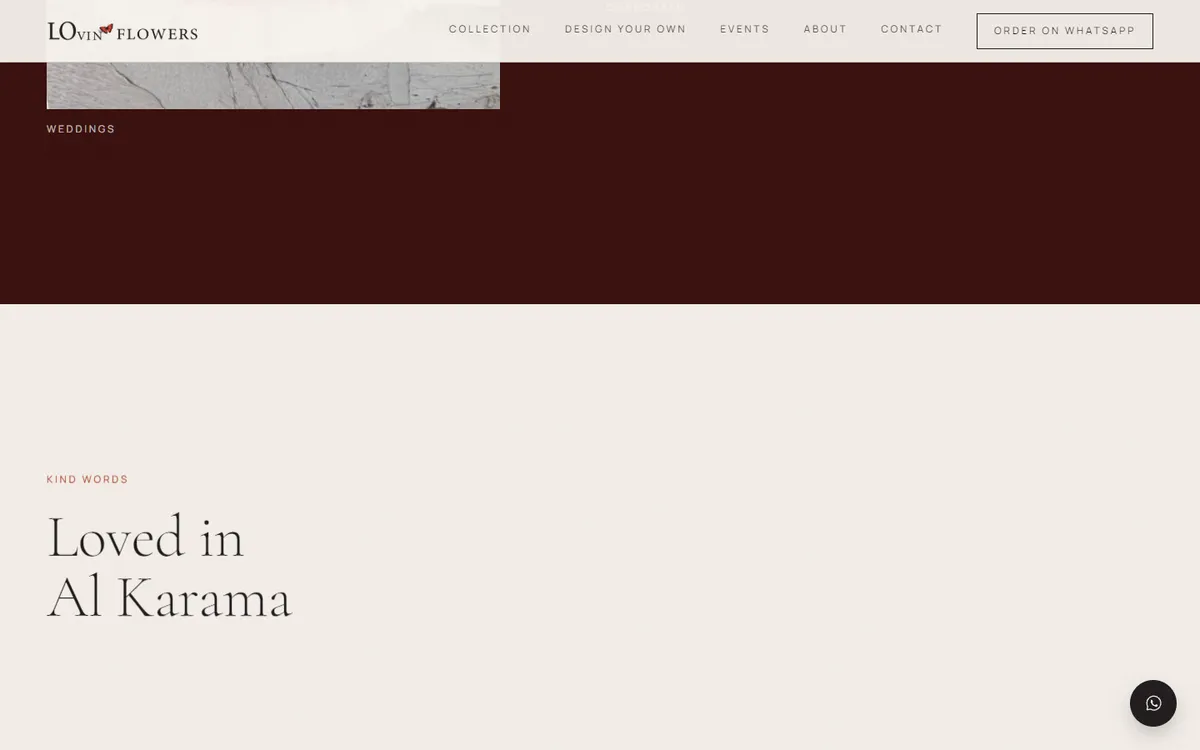 LOVIN FLOWERS
COLLECTION
DESIGN YOUR OWN
EVENTS
ABOUT
CONTACT
ORDER ON WHATSAPP
WEDDINGS
KIND WORDS
Loved in
Al Karama